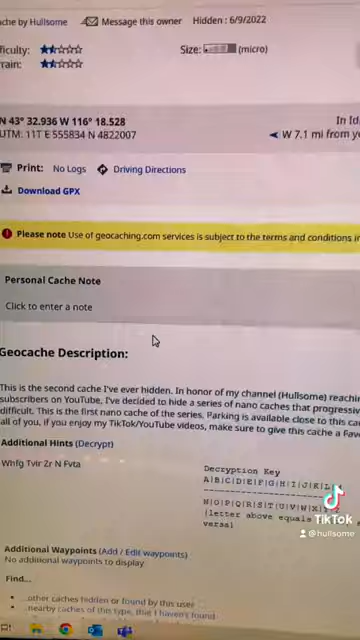 che by Hullsome Message this owner Hidden : 6/9/2022
ficulty: Size: (micro)
rain:
N 43° 32.936 W 116° 18.528 In Id
UTM: 11T E 555834 N 4822007 W 7.1 mi from yo
Print: No Logs Driving Directions
Download GPX
Please note Use of geocaching.com services is subject to the terms and conditions in
Personal Cache Note
Click to enter a note
Geocache Description:
This is the second cache I've ever hidden. In honor of my channel (Hullsome) reachin
subscribers on YouTube, I've decided to hide a series of nano caches that progressiv
difficult. This is the first nano cache of the series. Parking is available close to this cac
all of you, if you enjoy my TikTok/YouTube videos, make sure to give this cache a Fav
Additional Hints (Decrypt)
Whfg Tvir Zr N Fvta
Decryption Key
A|B|C|D|E|F|G|H|I|J|K|L
N|O|P|Q|R|S|T|U|V|W|X
(letter above equals
versa)
TikTok
@hullsome
Additional Waypoints (Add / Edit waypoints)
No additional waypoints to display
Find...
...other caches hidden or found by this user
...nearby caches of this type, that I haven't found